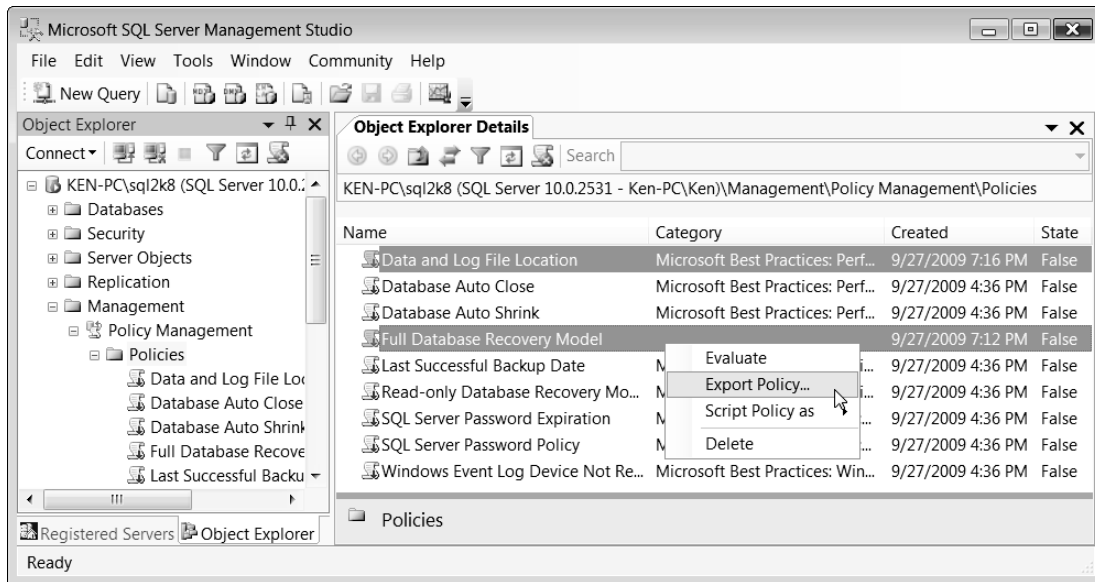 Microsoft SQL Server Management Studio
File Edit View Tools Window Community Help
New Query
Object Explorer
Connect
KEN-PC\sql2k8 (SQL Server 10.0.2
Databases
Security
Server Objects
Replication
Management
Policy Management
Policies
Data and Log File Loc
Database Auto Close
Database Auto Shrink
Full Database Recove
Last Successful Backu
Registered Servers Object Explorer
Object Explorer Details
Search
KEN-PC\sql2k8 (SQL Server 10.0.2531 - Ken-PC\Ken)\Management\Policy Management\Policies
Name Category Created State
Data and Log File Location Microsoft Best Practices: Perf... 9/27/2009 7:16 PM False
Database Auto Close Microsoft Best Practices: Perf... 9/27/2009 4:36 PM False
Database Auto Shrink Microsoft Best Practices: Perf... 9/27/2009 4:36 PM False
Full Database Recovery Model 9/27/2009 7:12 PM False
Last Successful Backup Date 9/27/2009 4:36 PM False
Read-only Database Recovery Mo... 9/27/2009 4:36 PM False
SQL Server Password Expiration 9/27/2009 4:36 PM False
SQL Server Password Policy 9/27/2009 4:36 PM False
Windows Event Log Device Not Re... Microsoft Best Practices: Win... 9/27/2009 4:36 PM False
Evaluate
Export Policy...
Script Policy as
Delete
Policies
Ready